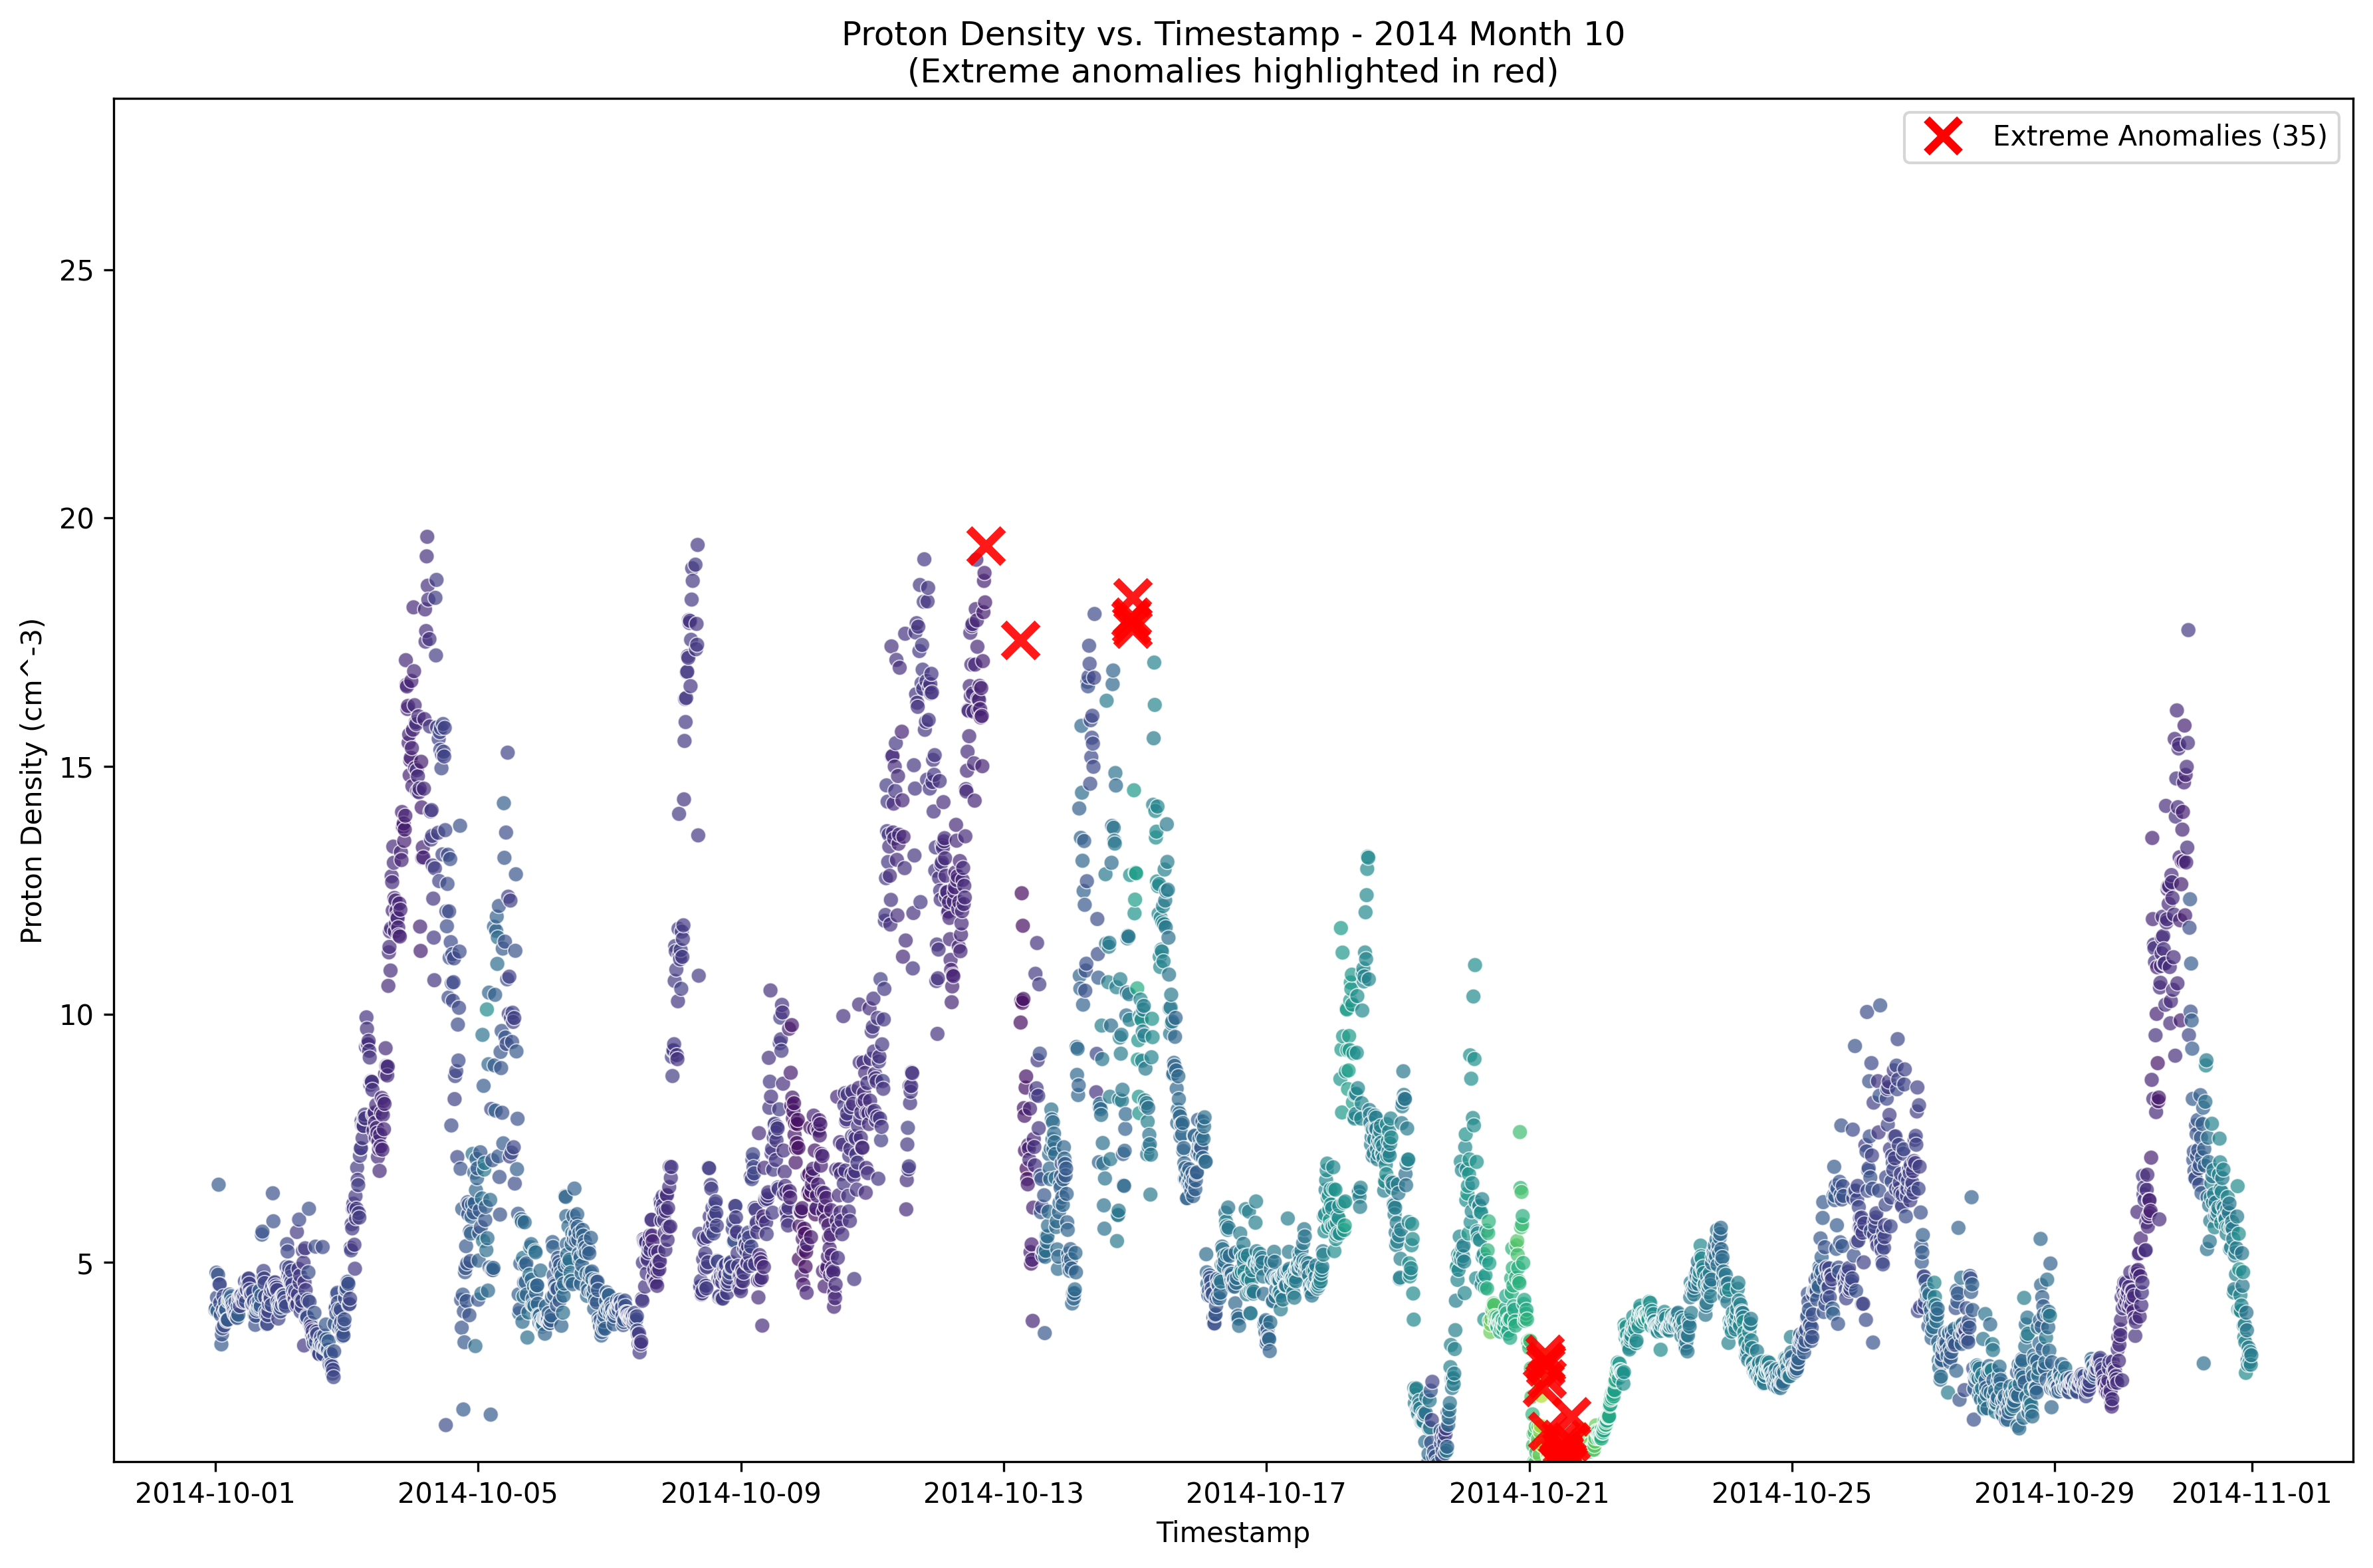 Proton Density vs. Timestamp - 2014 Month 10
(Extreme anomalies highlighted in red)
Extreme Anomalies (35)
Proton Density (cm^-3)
25
20
15
10
5
2014-10-01
2014-10-05
2014-10-09
2014-10-13
2014-10-17
2014-10-21
2014-10-25
2014-10-29
2014-11-01
Timestamp